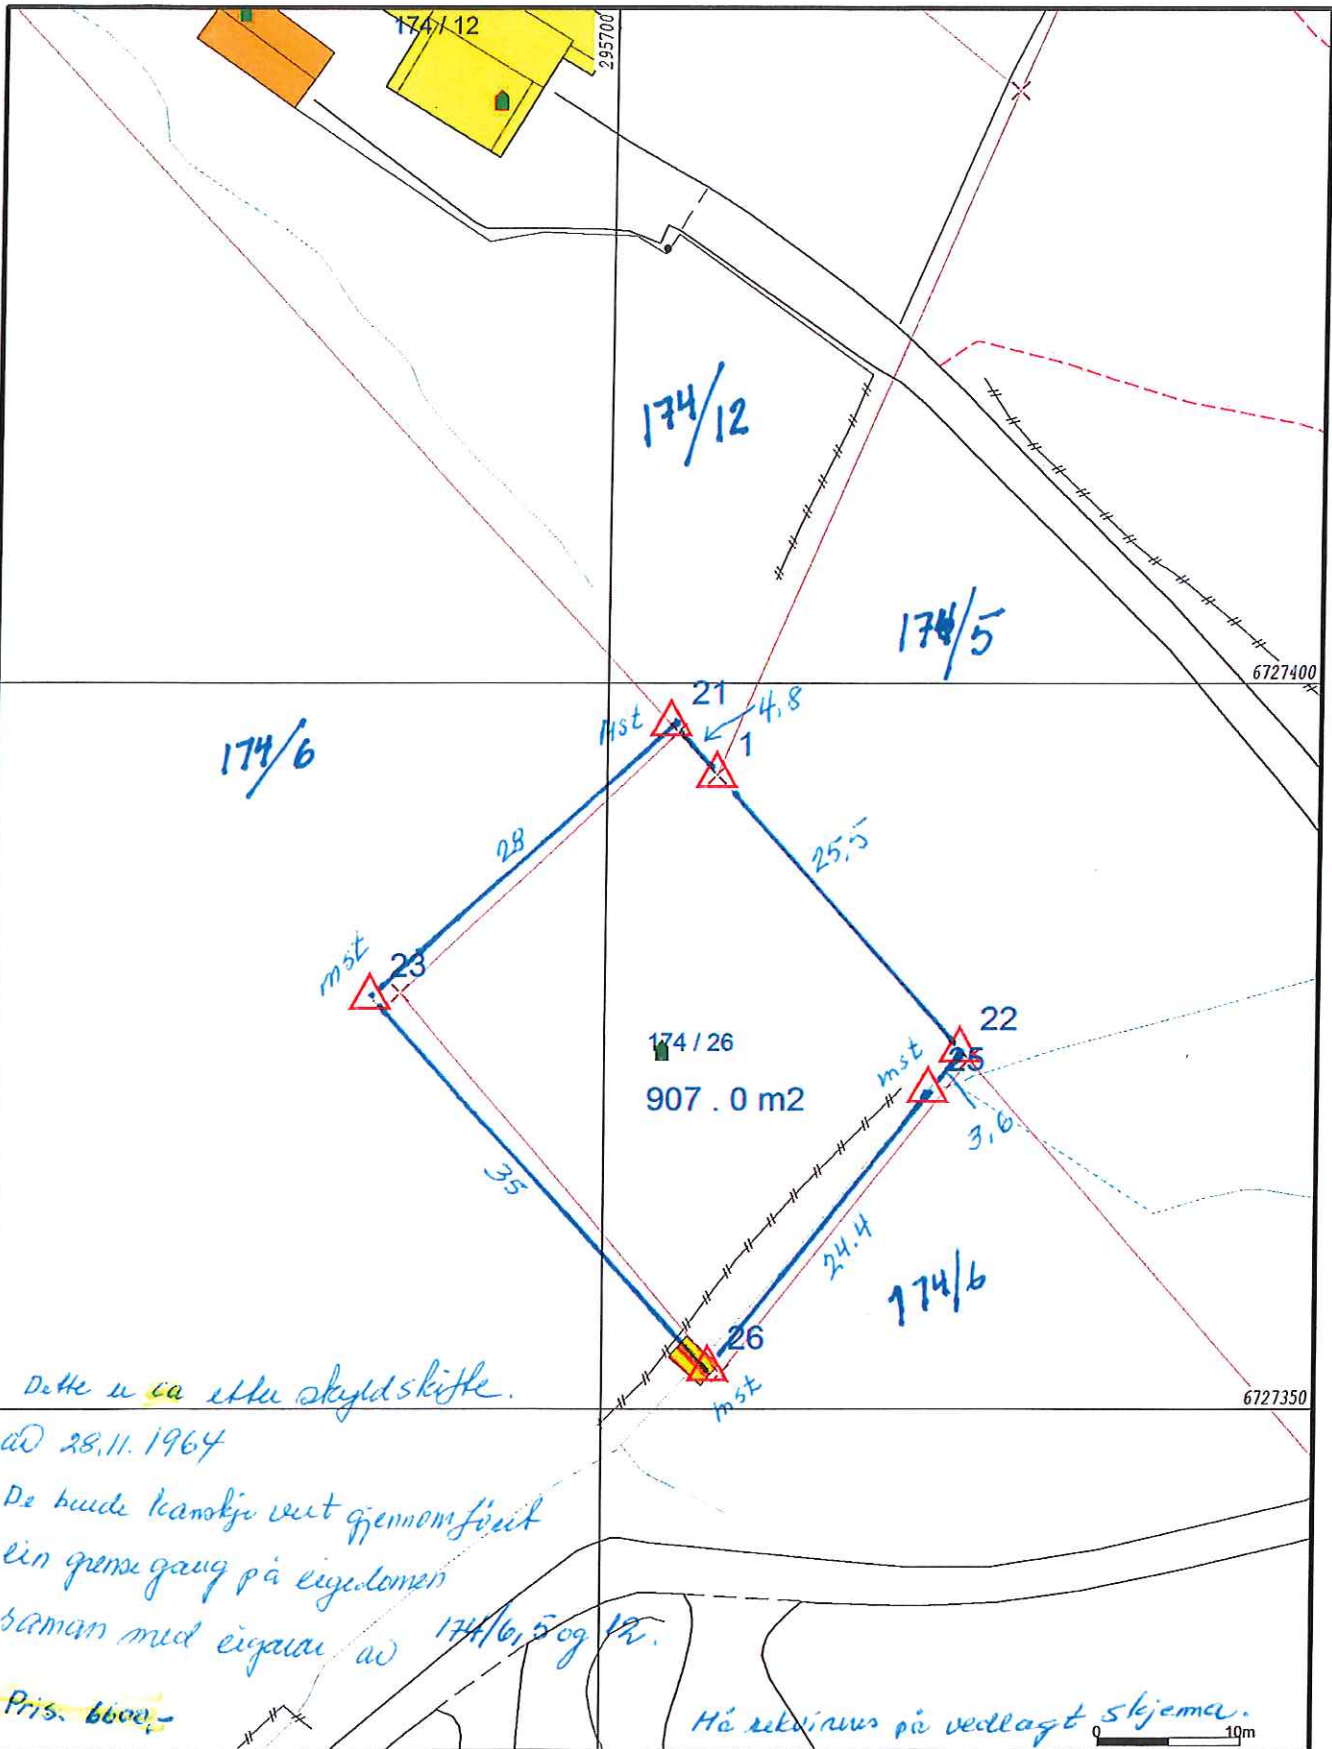 174 / 12
295700
174/12
174/5
6727400
21
Mst
4,8
1
174/6
28
25,5
mst
23
22
174 / 26
mst
25
907 . 0 m2
3,6
35
24.4
174/6
26
mst
6727350
Dette er ca etter skyldskifte.
av 28.11.1964
De burde kanskje vert gjennomført
ein grensegang på eigedomen
saman med eigarar av 174/6, 5 og 12.
Pris. 6600,-
Må rekvireres på vedlagt skjema.
0 10m